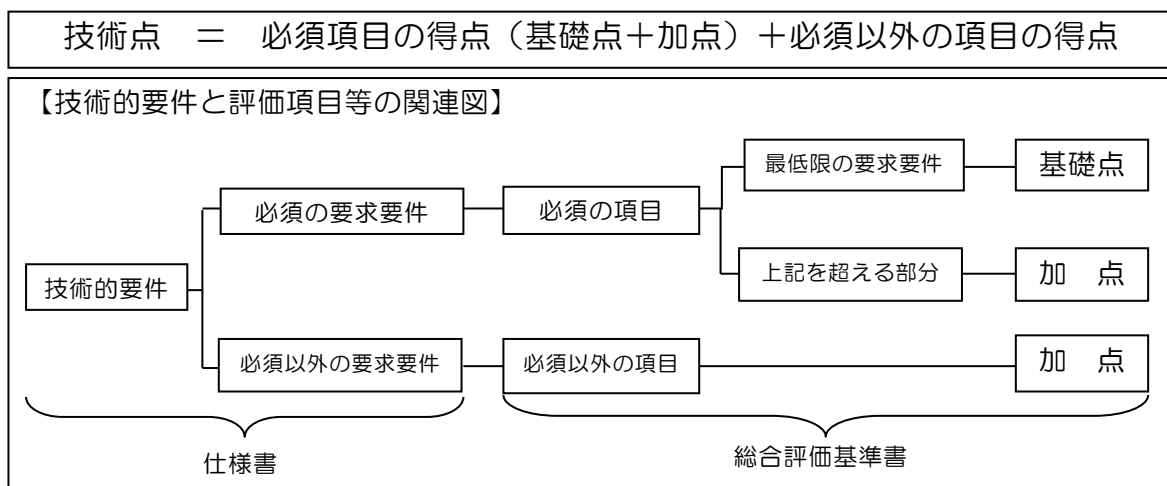 技術点　＝　必須項目の得点（基礎点＋加点）＋必須以外の項目の得点
【技術的要件と評価項目等の関連図】
最低限の要求要件
基礎点
必須の要求要件
必須の項目
上記を超える部分
加　点
技術的要件
必須以外の要求要件
必須以外の項目
加　点
仕様書
総合評価基準書